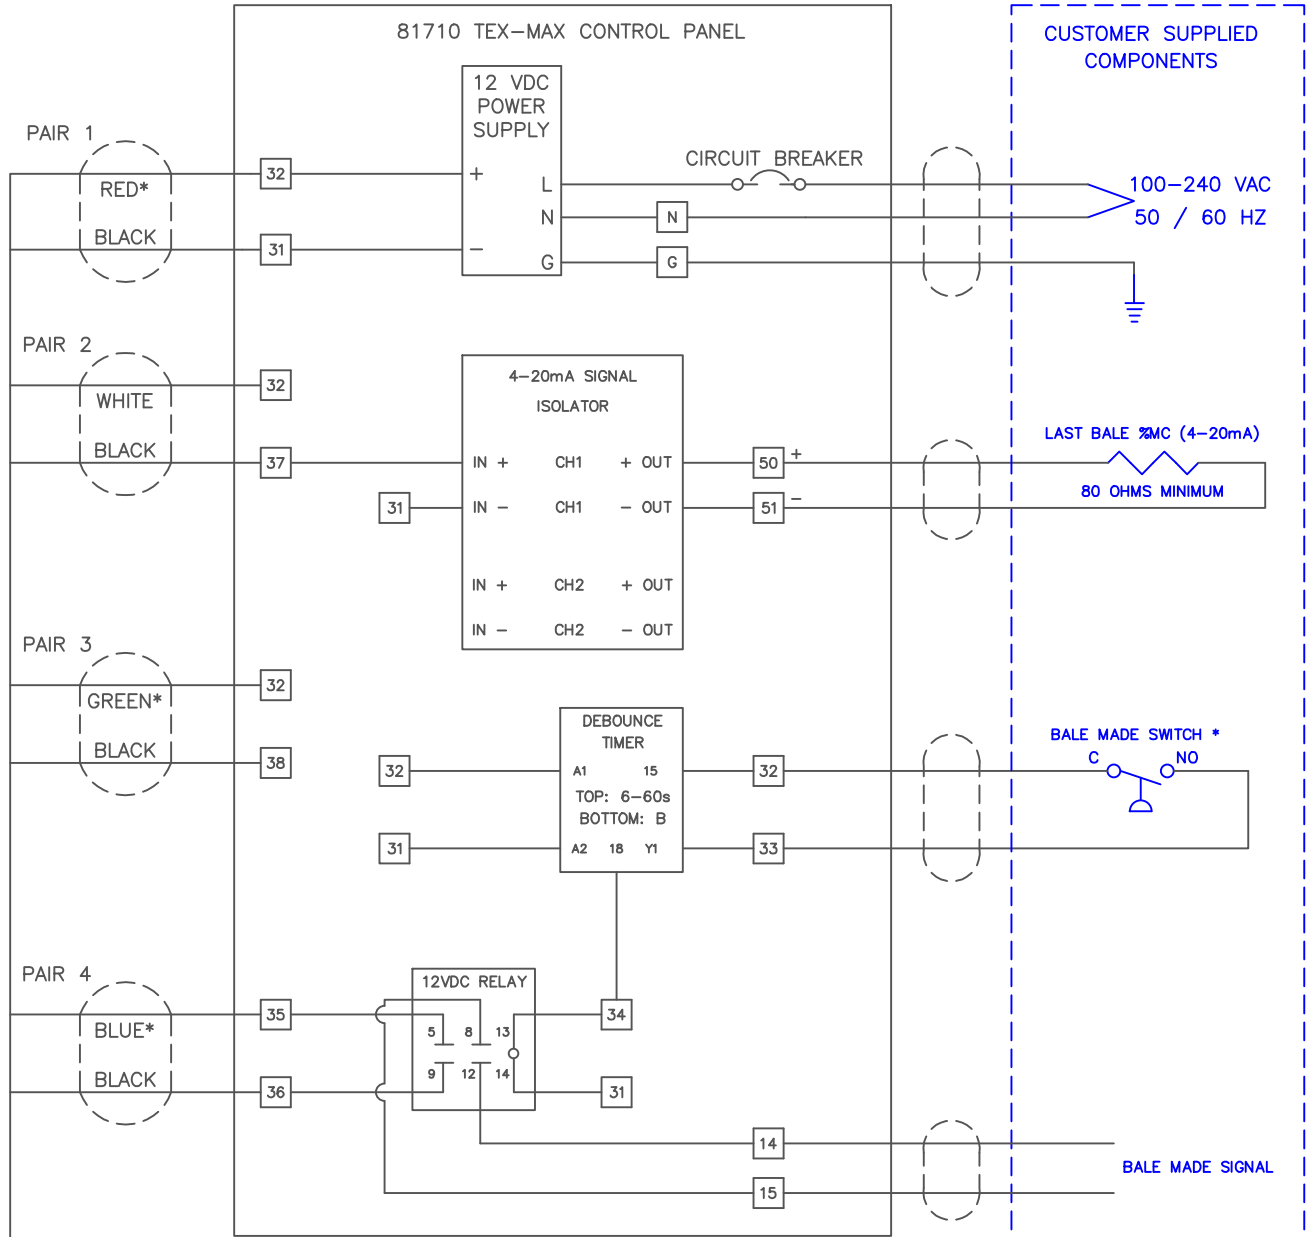 81710 TEX-MAX CONTROL PANEL
CUSTOMER SUPPLIED
COMPONENTS
12 VDC
POWER
SUPPLY
PAIR 1
CIRCUIT BREAKER
32
+
RED*
L
100-240 VAC
BLACK
N
N
50 / 60 HZ
31
-
G
G
PAIR 2
4-20mA SIGNAL
ISOLATOR
32
WHITE
LAST BALE %MC (4-20mA)
BLACK
37
IN + CH1 + OUT
50
+
80 OHMS MINIMUM
31
IN - CH1 - OUT
51
-
IN + CH2 + OUT
IN - CH2 - OUT
PAIR 3
32
GREEN*
DEBOUNCE
TIMER
BALE MADE SWITCH *
BLACK
C NO
38
32
A1 15
32
TOP: 6-60s
BOTTOM: B
31
A2 18 Y1
33
PAIR 4
12VDC RELAY
35
34
BLUE*
5 8 13
BLACK
9 12 14
36
31
14
BALE MADE SIGNAL
15